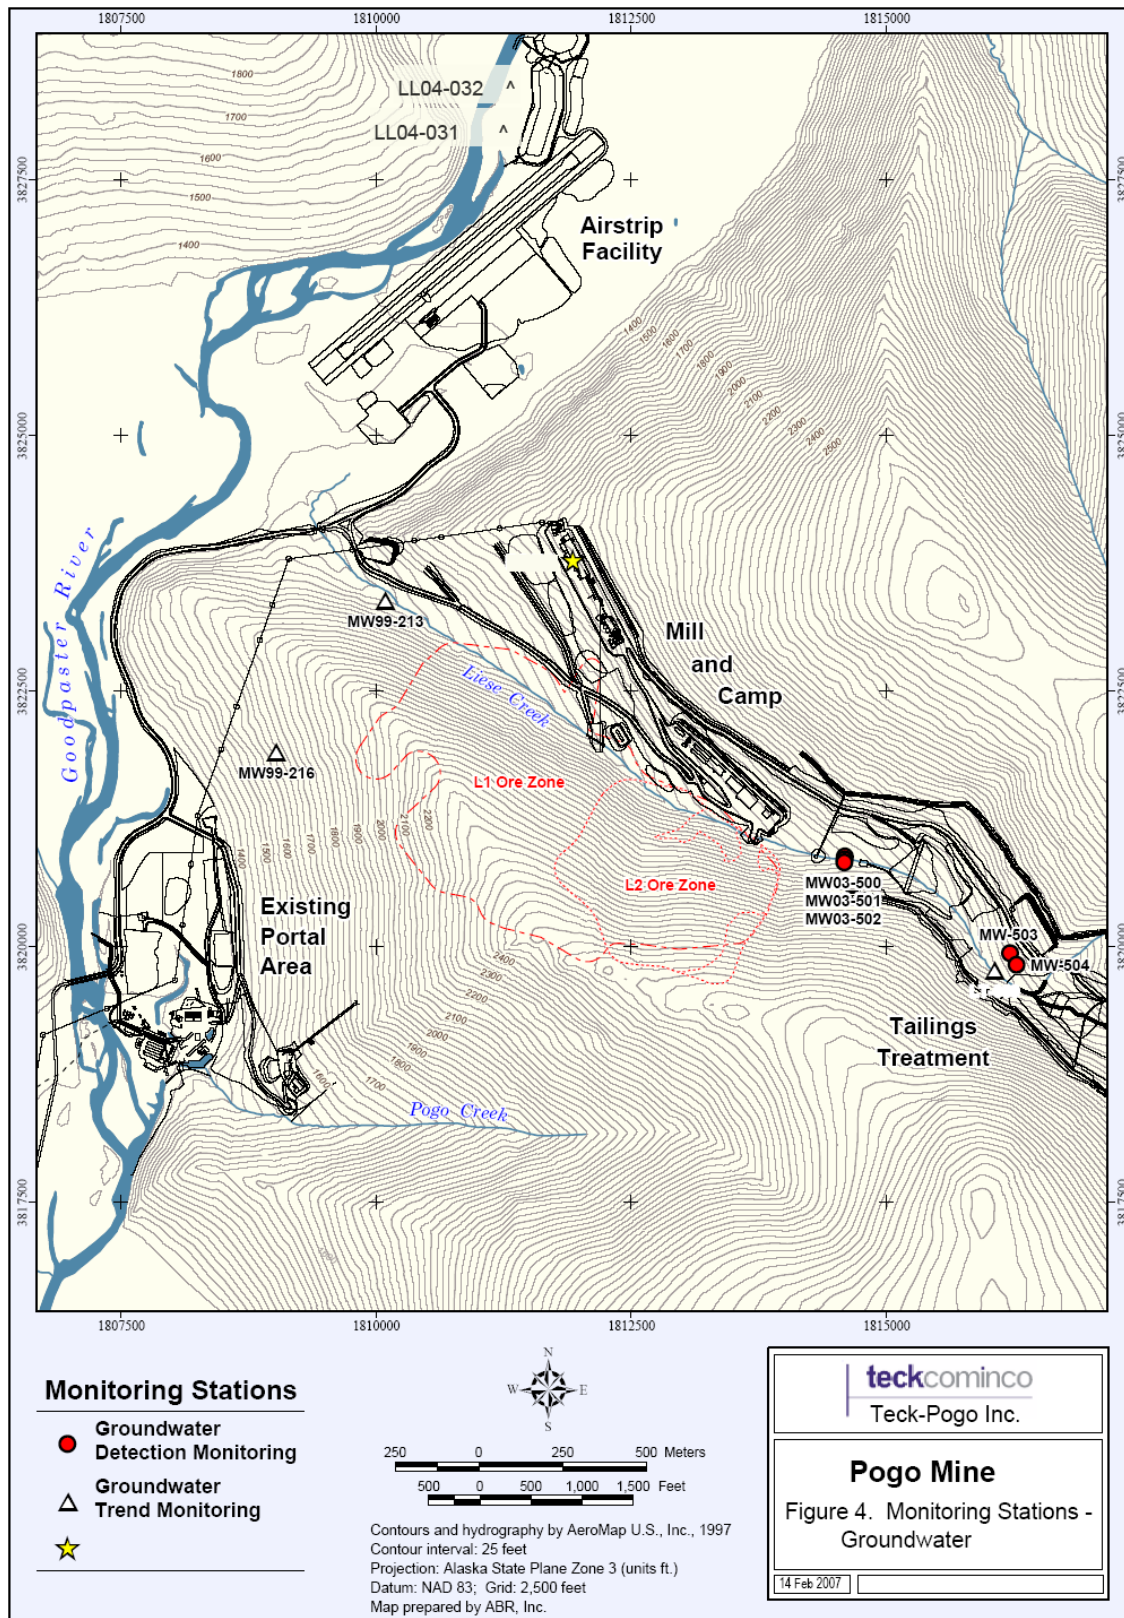 1807500 1810000 1812500 1815000
LL04-032 ^
LL04-031 ^
1800
1700
1600
1500
1400
3827500 3827500
Airstrip
Facility
1400
1500
1600
1700
1800
1900
2000
2100
2200
2300
2400
2500
3825000 3825000
Goodpaster River
MW99-213
Mill
and
Camp
3822500 3822500
Liese Creek
MW99-216
L1 Ore Zone
1400
1500
1600
1700
1800
1900
2000
2100
2200
L2 Ore Zone
MW03-500
MW03-501
MW03-502
Existing
Portal
Area
MW-503
MW-504
3820000 3820000
2400
2300
2200
2100
2000
1900
1800
1700
1600
Tailings
Treatment
Pogo Creek
3817500 3817500
1807500 1810000 1812500 1815000
Monitoring Stations
Groundwater
Detection Monitoring
Groundwater
Trend Monitoring
N
W E
S
250 0 250 500 Meters
500 0 500 1,000 1,500 Feet
Contours and hydrography by AeroMap U.S., Inc., 1997
Contour interval: 25 feet
Projection: Alaska State Plane Zone 3 (units ft.)
Datum: NAD 83; Grid: 2,500 feet
Map prepared by ABR, Inc.
teckcominco
Teck-Pogo Inc.
Pogo Mine
Figure 4. Monitoring Stations -
Groundwater
14 Feb 2007